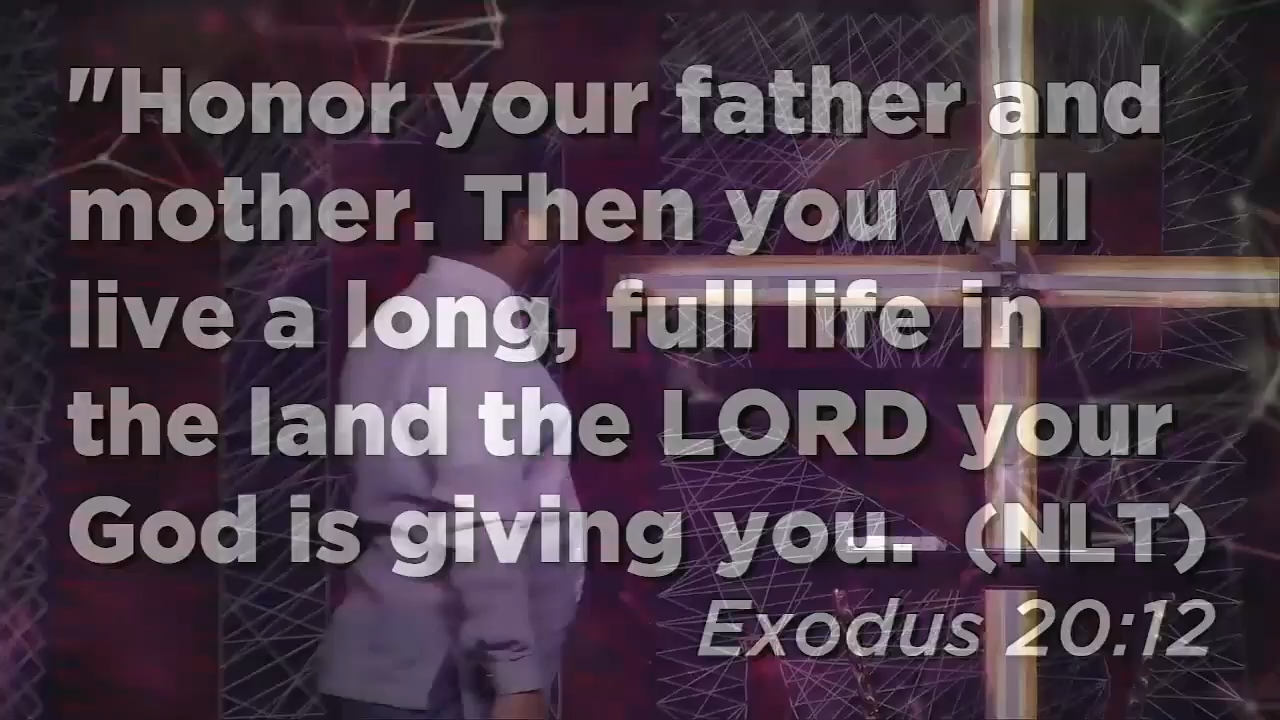 "Honor your father and
mother. Then you will
live a long, full life in
the land the LORD your
God is giving you. (NLT)
Exodus 20:12